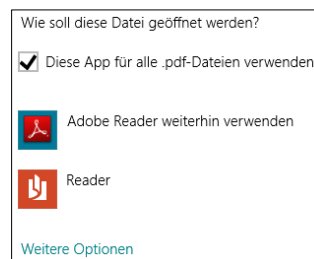 Wie soll diese Datei geöffnet werden?
Diese App für alle .pdf-Dateien verwenden
Adobe Reader weiterhin verwenden
Reader
Weitere Optionen